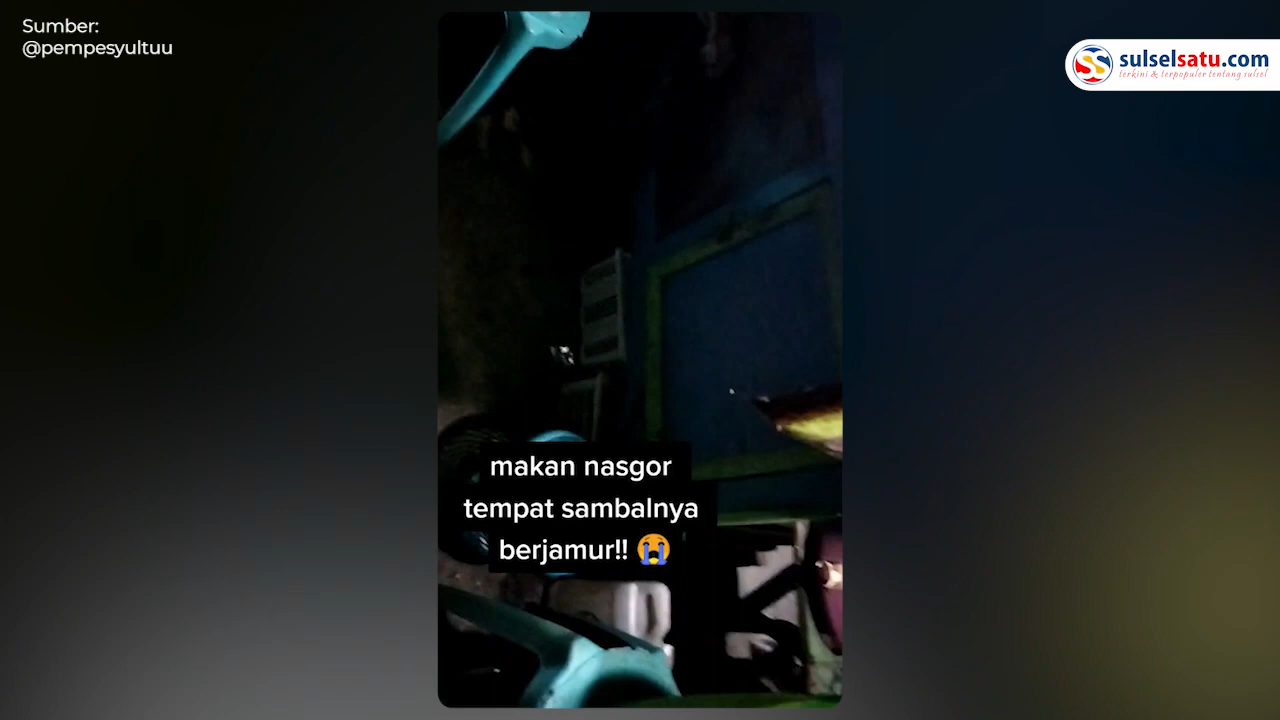 Sumber:
@pempesyultuu
sulselsatu.com
terkini & terpopuler tentang sulsel
makan nasgor
tempat sambalnya
berjamur!! 😭